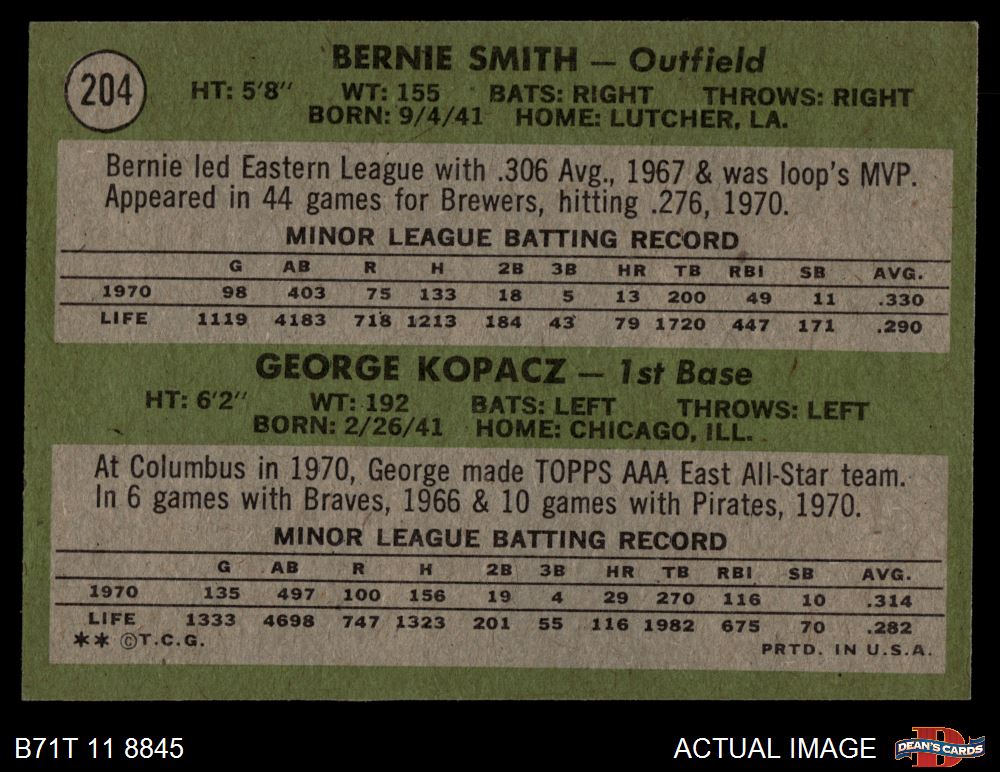 204
BERNIE SMITH — Outfield
HT: 5'8" WT: 155 BATS: RIGHT THROWS: RIGHT
BORN: 9/4/41 HOME: LUTCHER, LA.
Bernie led Eastern League with .306 Avg., 1967 & was loop's MVP.
Appeared in 44 games for Brewers, hitting .276, 1970.
MINOR LEAGUE BATTING RECORD
G AB R H 2B 3B HR TB RBI SB AVG.
1970 98 403 75 133 18 5 13 200 49 11 .330
LIFE 1119 4183 718 1213 184 43 79 1720 447 171 .290
GEORGE KOPACZ — 1st Base
HT: 6'2" WT: 192 BATS: LEFT THROWS: LEFT
BORN: 2/26/41 HOME: CHICAGO, ILL.
At Columbus in 1970, George made TOPPS AAA East All-Star team.
In 6 games with Braves, 1966 & 10 games with Pirates, 1970.
MINOR LEAGUE BATTING RECORD
G AB R H 2B 3B HR TB RBI SB AVG.
1970 135 497 100 156 19 4 29 270 116 10 .314
LIFE 1333 4698 747 1323 201 55 116 1982 675 70 .282
** ©T.C.G. PRTD. IN U.S.A.
B71T 11 8845 ACTUAL IMAGE D DEAN'S CARDS